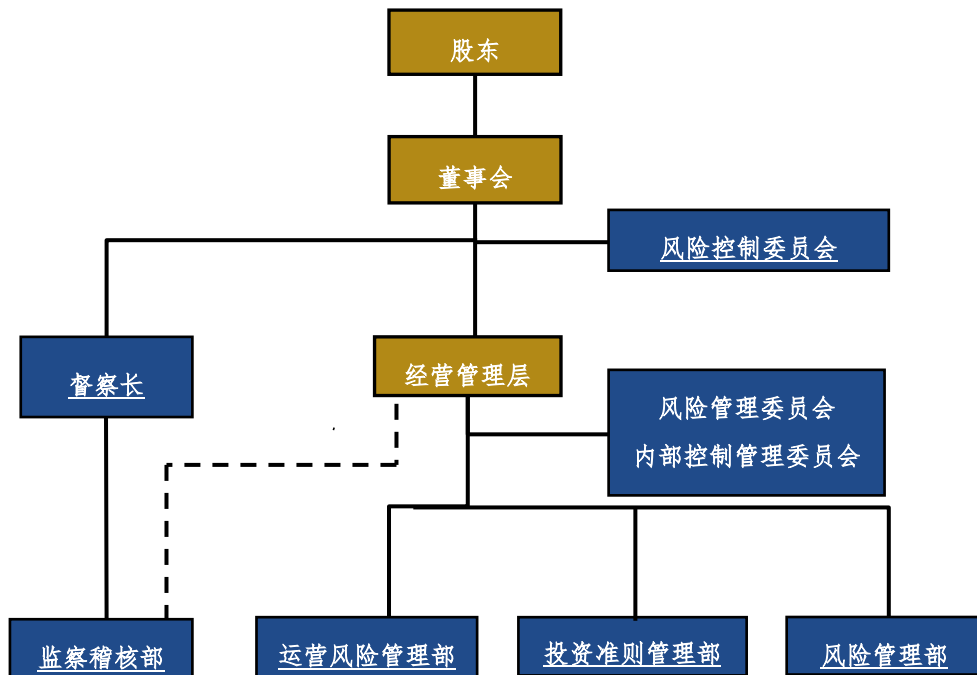 股东
董事会
风险控制委员会
督察长
经营管理层
风险管理委员会
内部控制管理委员会
监察稽核部
运营风险管理部
投资准则管理部
风险管理部